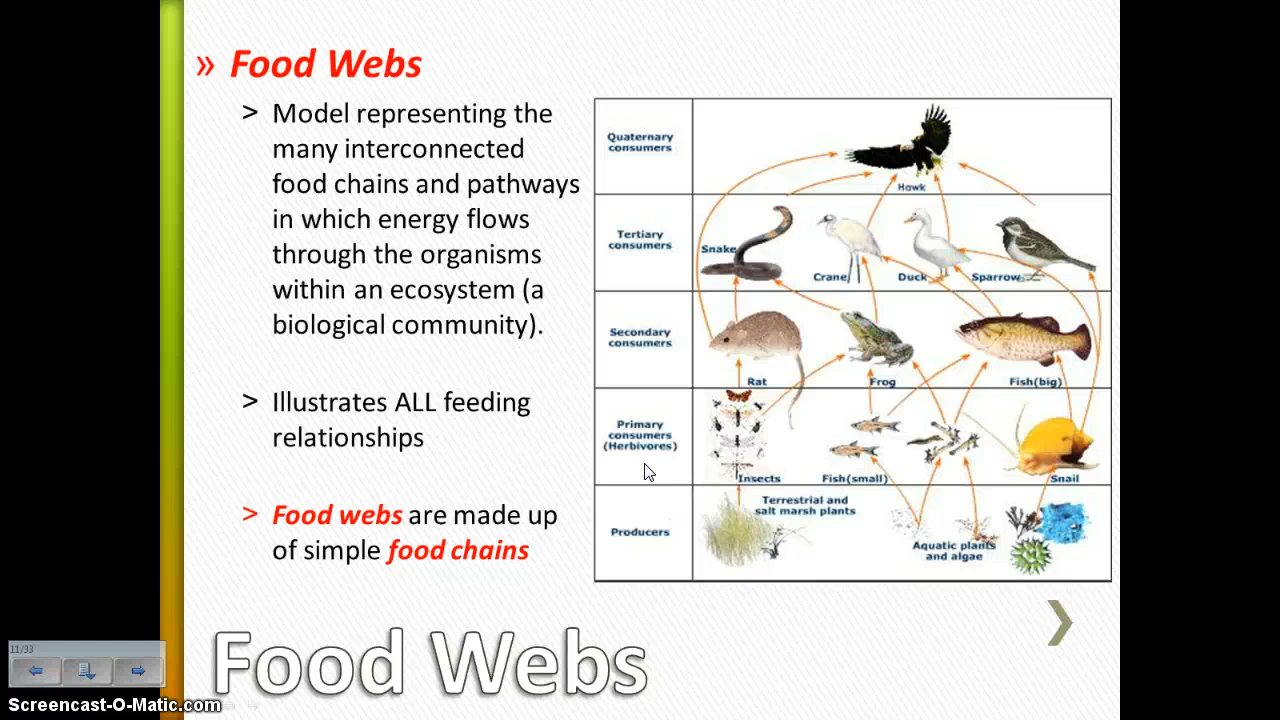 » Food Webs
> Model representing the
many interconnected
food chains and pathways
in which energy flows
through the organisms
within an ecosystem (a
biological community).
> Illustrates ALL feeding
relationships
> Food webs are made up
of simple food chains
Quaternary
consumers
Hawk
Tertiary
consumers
Snake
Crane
Duck
Sparrow
Secondary
consumers
Rat
Frog
Fish(big)
Primary
consumers
(Herbivores)
Insects
Fish(small)
Snail
Producers
Terrestrial and
salt marsh plants
Aquatic plants
and algae
Food Webs
11/33
Screencast-O-Matic.com